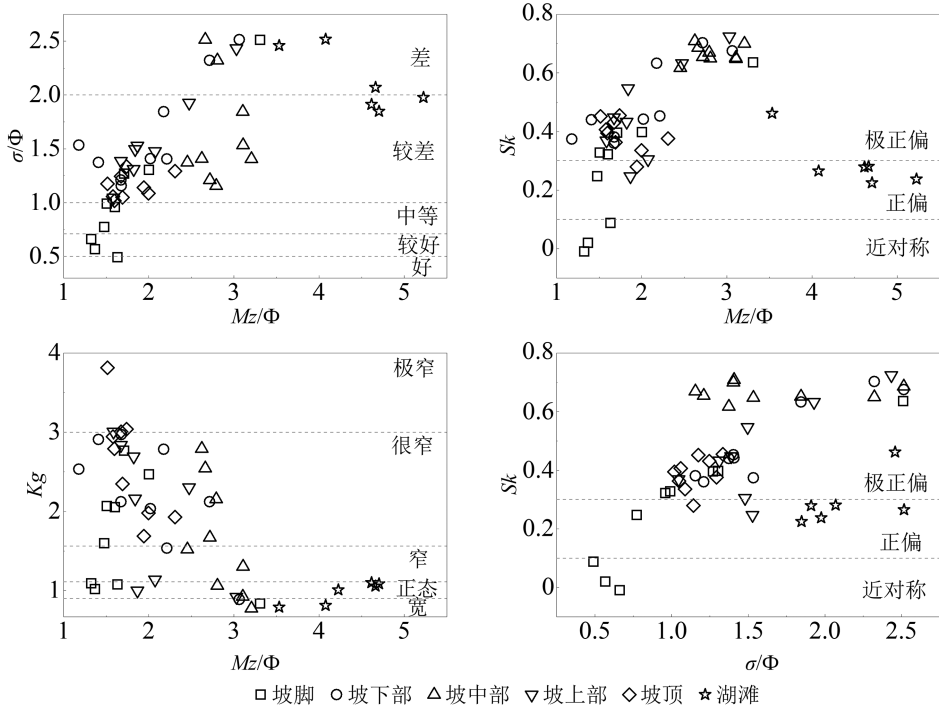 2.5
2.0
1.5
1.0
0.5
σ/Φ
差
较差
中等
较好
好
1 2 3 4 5
Mz/Φ
0.8
0.6
0.4
0.2
0
Sk
极正偏
正偏
近对称
1 2 3 4 5
Mz/Φ
4
3
2
1
Kg
极窄
很窄
窄
正态
宽
1 2 3 4 5
Mz/Φ
0.8
0.6
0.4
0.2
0
Sk
极正偏
正偏
近对称
0.5 1.0 1.5 2.0 2.5
σ/Φ
坡脚 坡下部 坡中部 坡上部 坡顶 湖滩